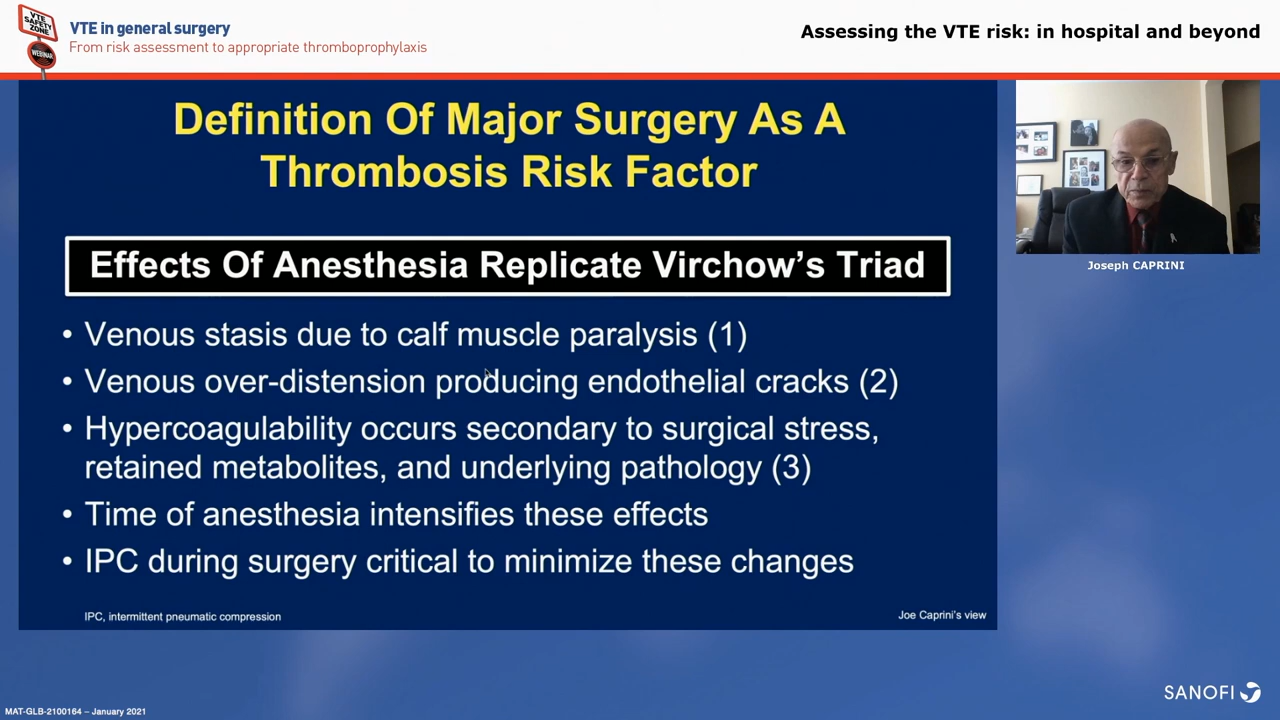 VTE
SAFETY
ZONE
WEBINAR
VTE in general surgery
From risk assessment to appropriate thromboprophylaxis
Assessing the VTE risk: in hospital and beyond
Definition Of Major Surgery As A
Thrombosis Risk Factor
Effects Of Anesthesia Replicate Virchow's Triad
• Venous stasis due to calf muscle paralysis (1)
• Venous over-distension producing endothelial cracks (2)
• Hypercoagulability occurs secondary to surgical stress,
retained metabolites, and underlying pathology (3)
• Time of anesthesia intensifies these effects
• IPC during surgery critical to minimize these changes
IPC, intermittent pneumatic compression
Joe Caprini's view
Joseph CAPRINI
SANOFI
MAT-GLB-2100164 – January 2021